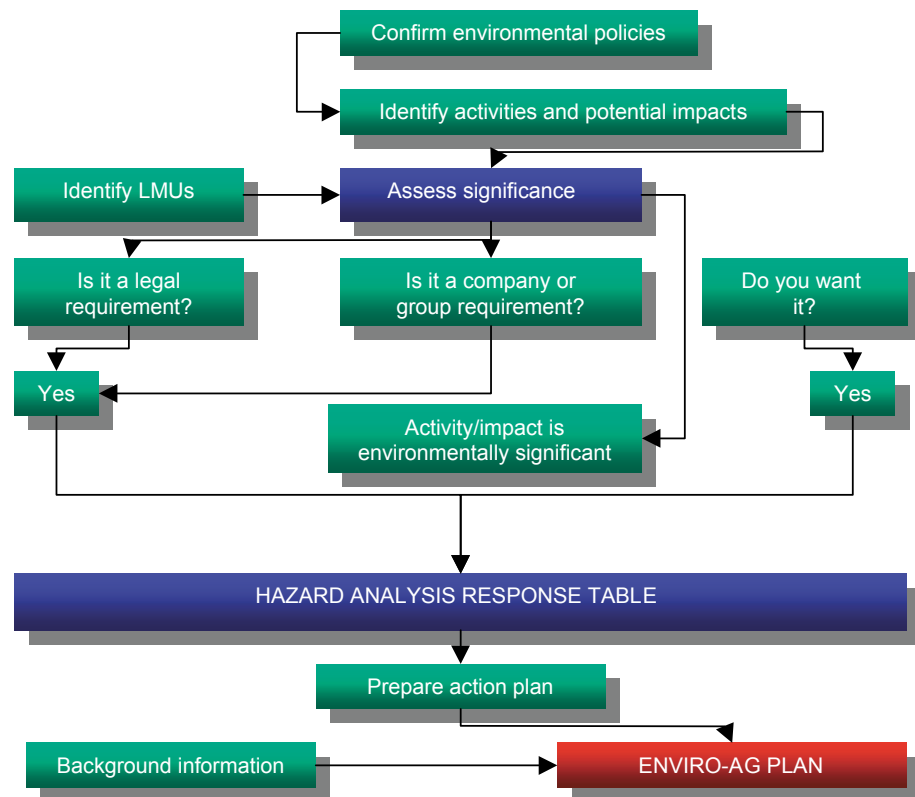 Confirm environmental policies
Identify activities and potential impacts
Identify LMUs
Assess significance
Is it a legal
requirement?
Is it a company or
group requirement?
Do you want
it?
Yes
Yes
Activity/impact is
environmentally significant
HAZARD ANALYSIS RESPONSE TABLE
Prepare action plan
Background information
ENVIRO-AG PLAN